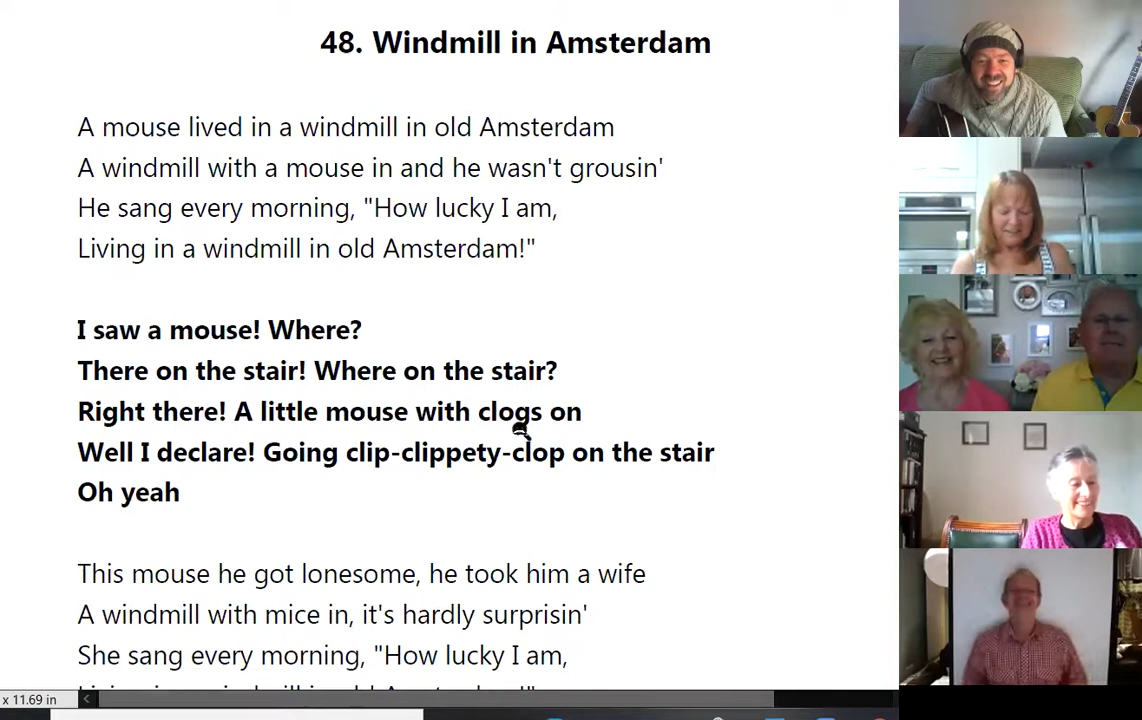 48. Windmill in Amsterdam
A mouse lived in a windmill in old Amsterdam
A windmill with a mouse in and he wasn't grousin'
He sang every morning, "How lucky I am,
Living in a windmill in old Amsterdam!"
I saw a mouse! Where?
There on the stair! Where on the stair?
Right there! A little mouse with clogs on
Well I declare! Going clip-clippety-clop on the stair
Oh yeah
This mouse he got lonesome, he took him a wife
A windmill with mice in, it's hardly surprisin'
She sang every morning, "How lucky I am,
x 11.69 in